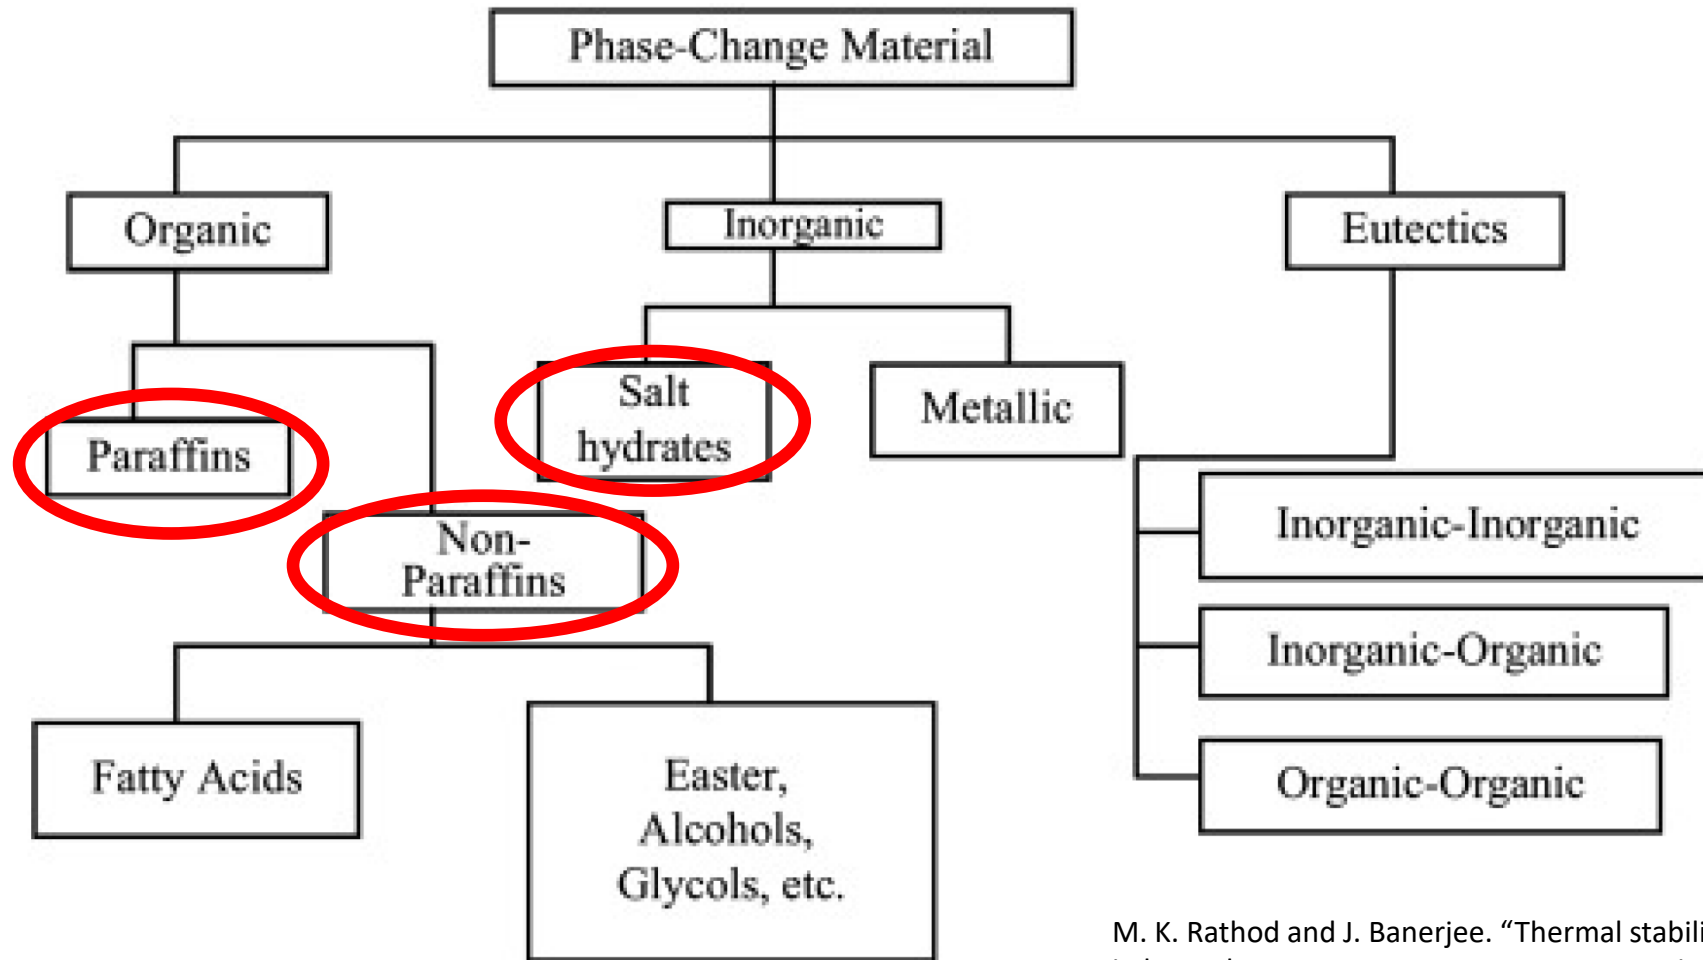 Phase-Change Material
Organic
Inorganic
Eutectics
Paraffins
Salt
hydrates
Metallic
Non-
Paraffins
Inorganic-Inorganic
Inorganic-Organic
Organic-Organic
Fatty Acids
Easter,
Alcohols,
Glycols, etc.
M. K. Rathod and J. Banerjee. “Thermal stabili